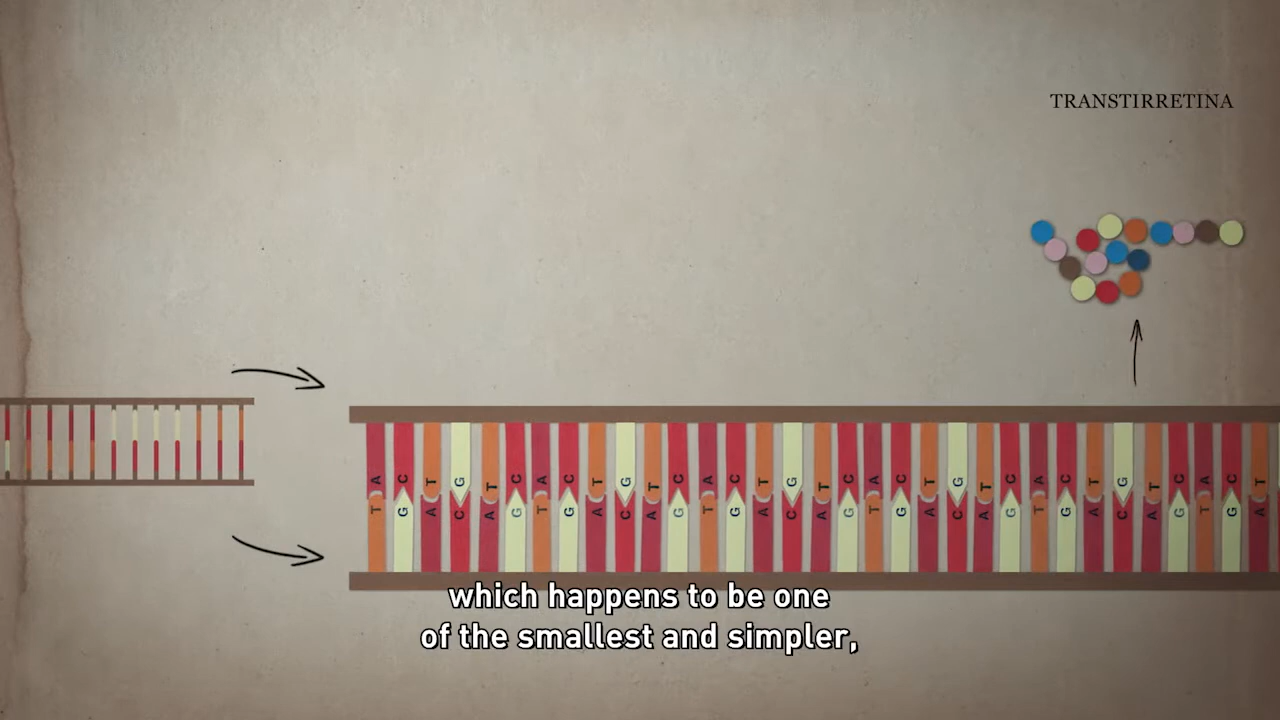 TRANSTIRRETINA
A C T G T C A C T G T C A C T G T C A C T G T C A C T G T C A C T
T G A C A G T G A C A G T G A C A G T G A C A G T G A C A G T G A
which happens to be one
of the smallest and simpler,